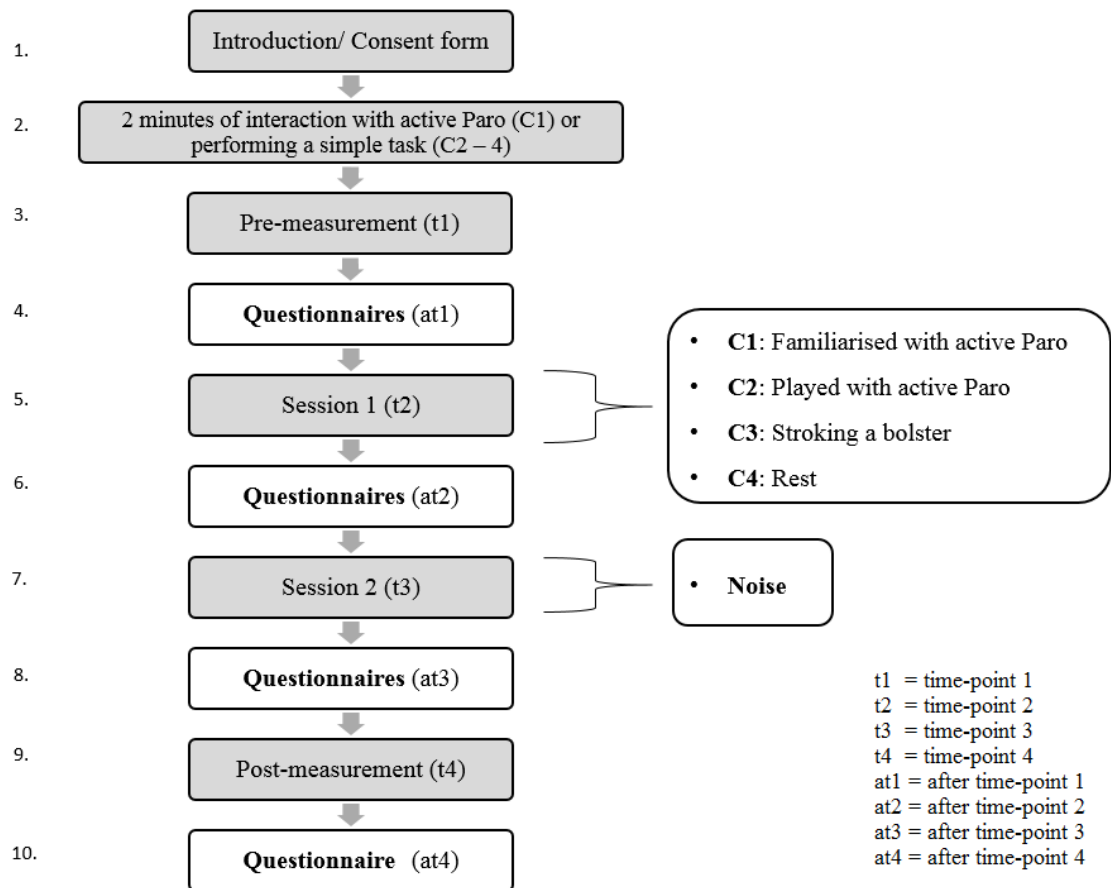 1.
Introduction/ Consent form
2.
2 minutes of interaction with active Paro (C1) or
performing a simple task (C2 – 4)
3.
Pre-measurement (t1)
4.
Questionnaires (at1)
5.
Session 1 (t2)
• C1: Familiarised with active Paro
• C2: Played with active Paro
• C3: Stroking a bolster
• C4: Rest
6.
Questionnaires (at2)
7.
Session 2 (t3)
• Noise
8.
Questionnaires (at3)
9.
Post-measurement (t4)
10.
Questionnaire (at4)
t1 = time-point 1
t2 = time-point 2
t3 = time-point 3
t4 = time-point 4
at1 = after time-point 1
at2 = after time-point 2
at3 = after time-point 3
at4 = after time-point 4